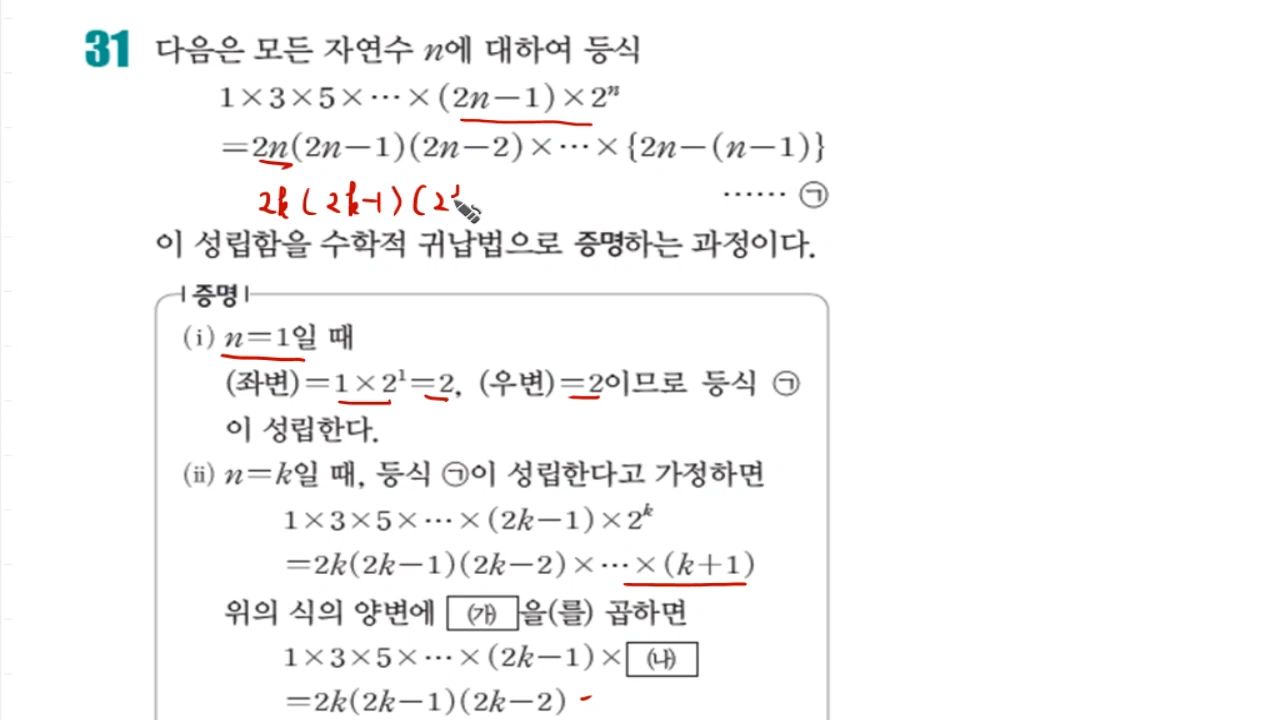 31 다음은 모든 자연수 n에 대하여 등식
1×3×5×⋯×(2n−1)×2ⁿ
=2n(2n−1)(2n−2)×⋯×{2n−(n−1)}
⋯⋯ ㉠
2k(2k-1)(2
이 성립함을 수학적 귀납법으로 증명하는 과정이다.
증명
(ⅰ) n=1일 때
(좌변)=1×2¹=2, (우변)=2이므로 등식 ㉠
이 성립한다.
(ⅱ) n=k일 때, 등식 ㉠이 성립한다고 가정하면
1×3×5×⋯×(2k−1)×2ᵏ
=2k(2k−1)(2k−2)×⋯×(k+1)
위의 식의 양변에 (가) 을(를) 곱하면
1×3×5×⋯×(2k−1)× (나)
=2k(2k−1)(2k−2)